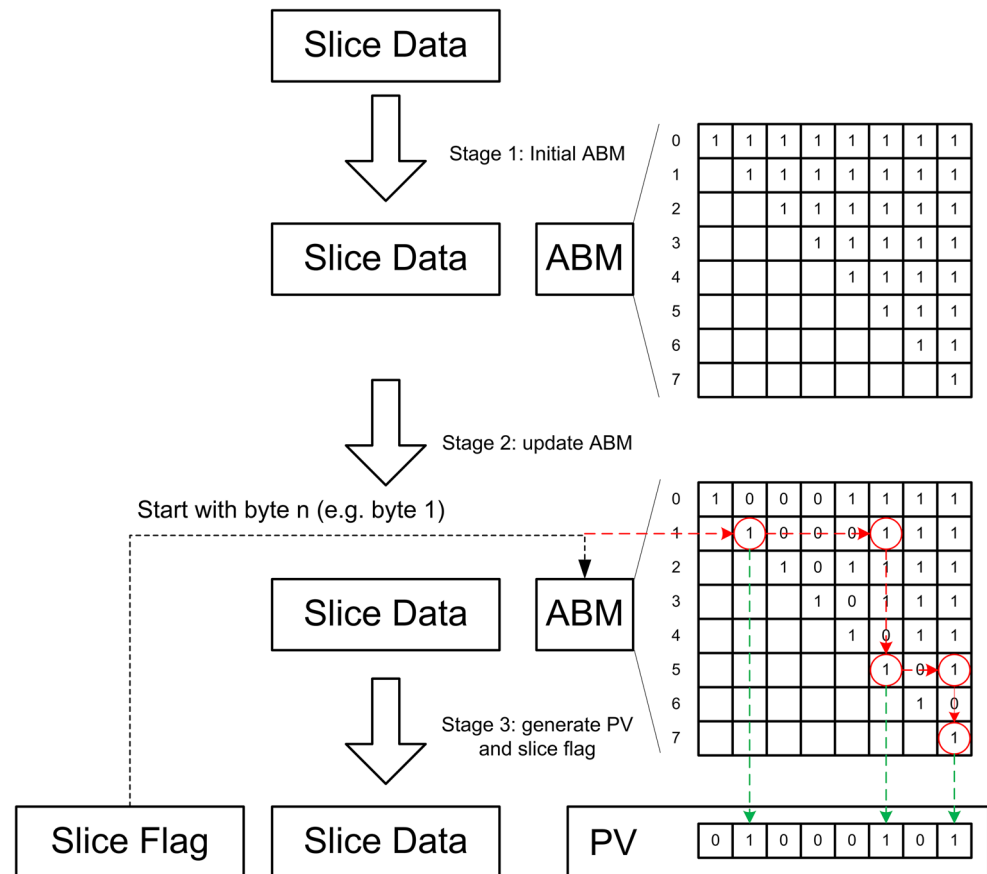 Slice Data
Stage 1: Initial ABM
Slice Data
ABM
0 1 1 1 1 1 1 1 1
1 1 1 1 1 1 1 1
2 1 1 1 1 1 1
3 1 1 1 1 1
4 1 1 1 1
5 1 1 1
6 1 1
7 1
Stage 2: update ABM
Start with byte n (e.g. byte 1)
Slice Data
ABM
0 1 0 0 0 1 1 1 1
1 1 0 0 0 1 1 1
2 1 0 1 1 1 1
3 1 0 1 1 1
4 1 0 1 1
5 1 0 1
6 1 0
7 1
Stage 3: generate PV
and slice flag
Slice Flag
Slice Data
PV
0 1 0 0 0 1 0 1